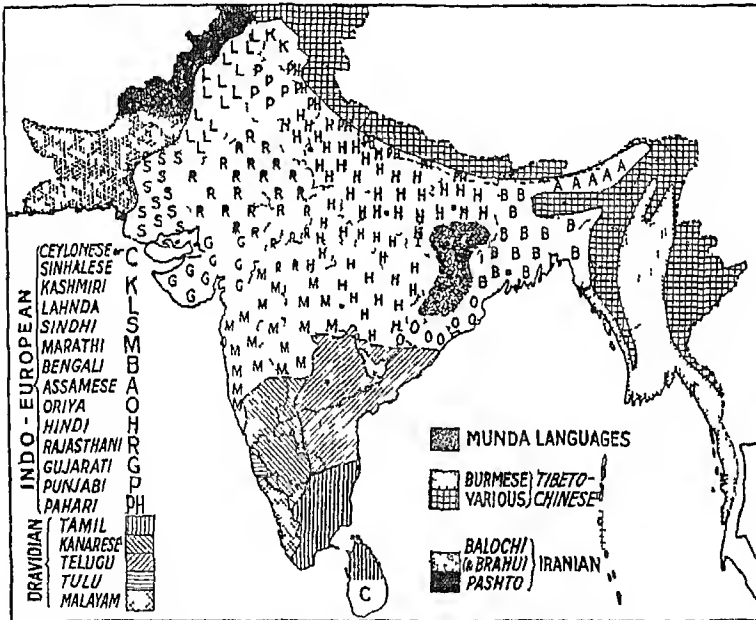 A A A A A
INDO-EUROPEAN
CEYLONESE or
SINHALESE C
KASHMIRI K
LAHNDA L
SINDHI S
MARATHI M
BENGALI B
ASSAMESE A
ORIYA O
HINDI H
RAJASTHANI R
GUJARATI G
PUNJABI P
PAHARI PH
DRAVIDIAN
TAMIL
KANARESE
TELUGU
TULU
MALAYAM
C
MUNDA LANGUAGES
BURMESE TIBETO-
VARIOUS CHINESE
BALOCHI
(& BRAHUI IRANIAN
PASHTO